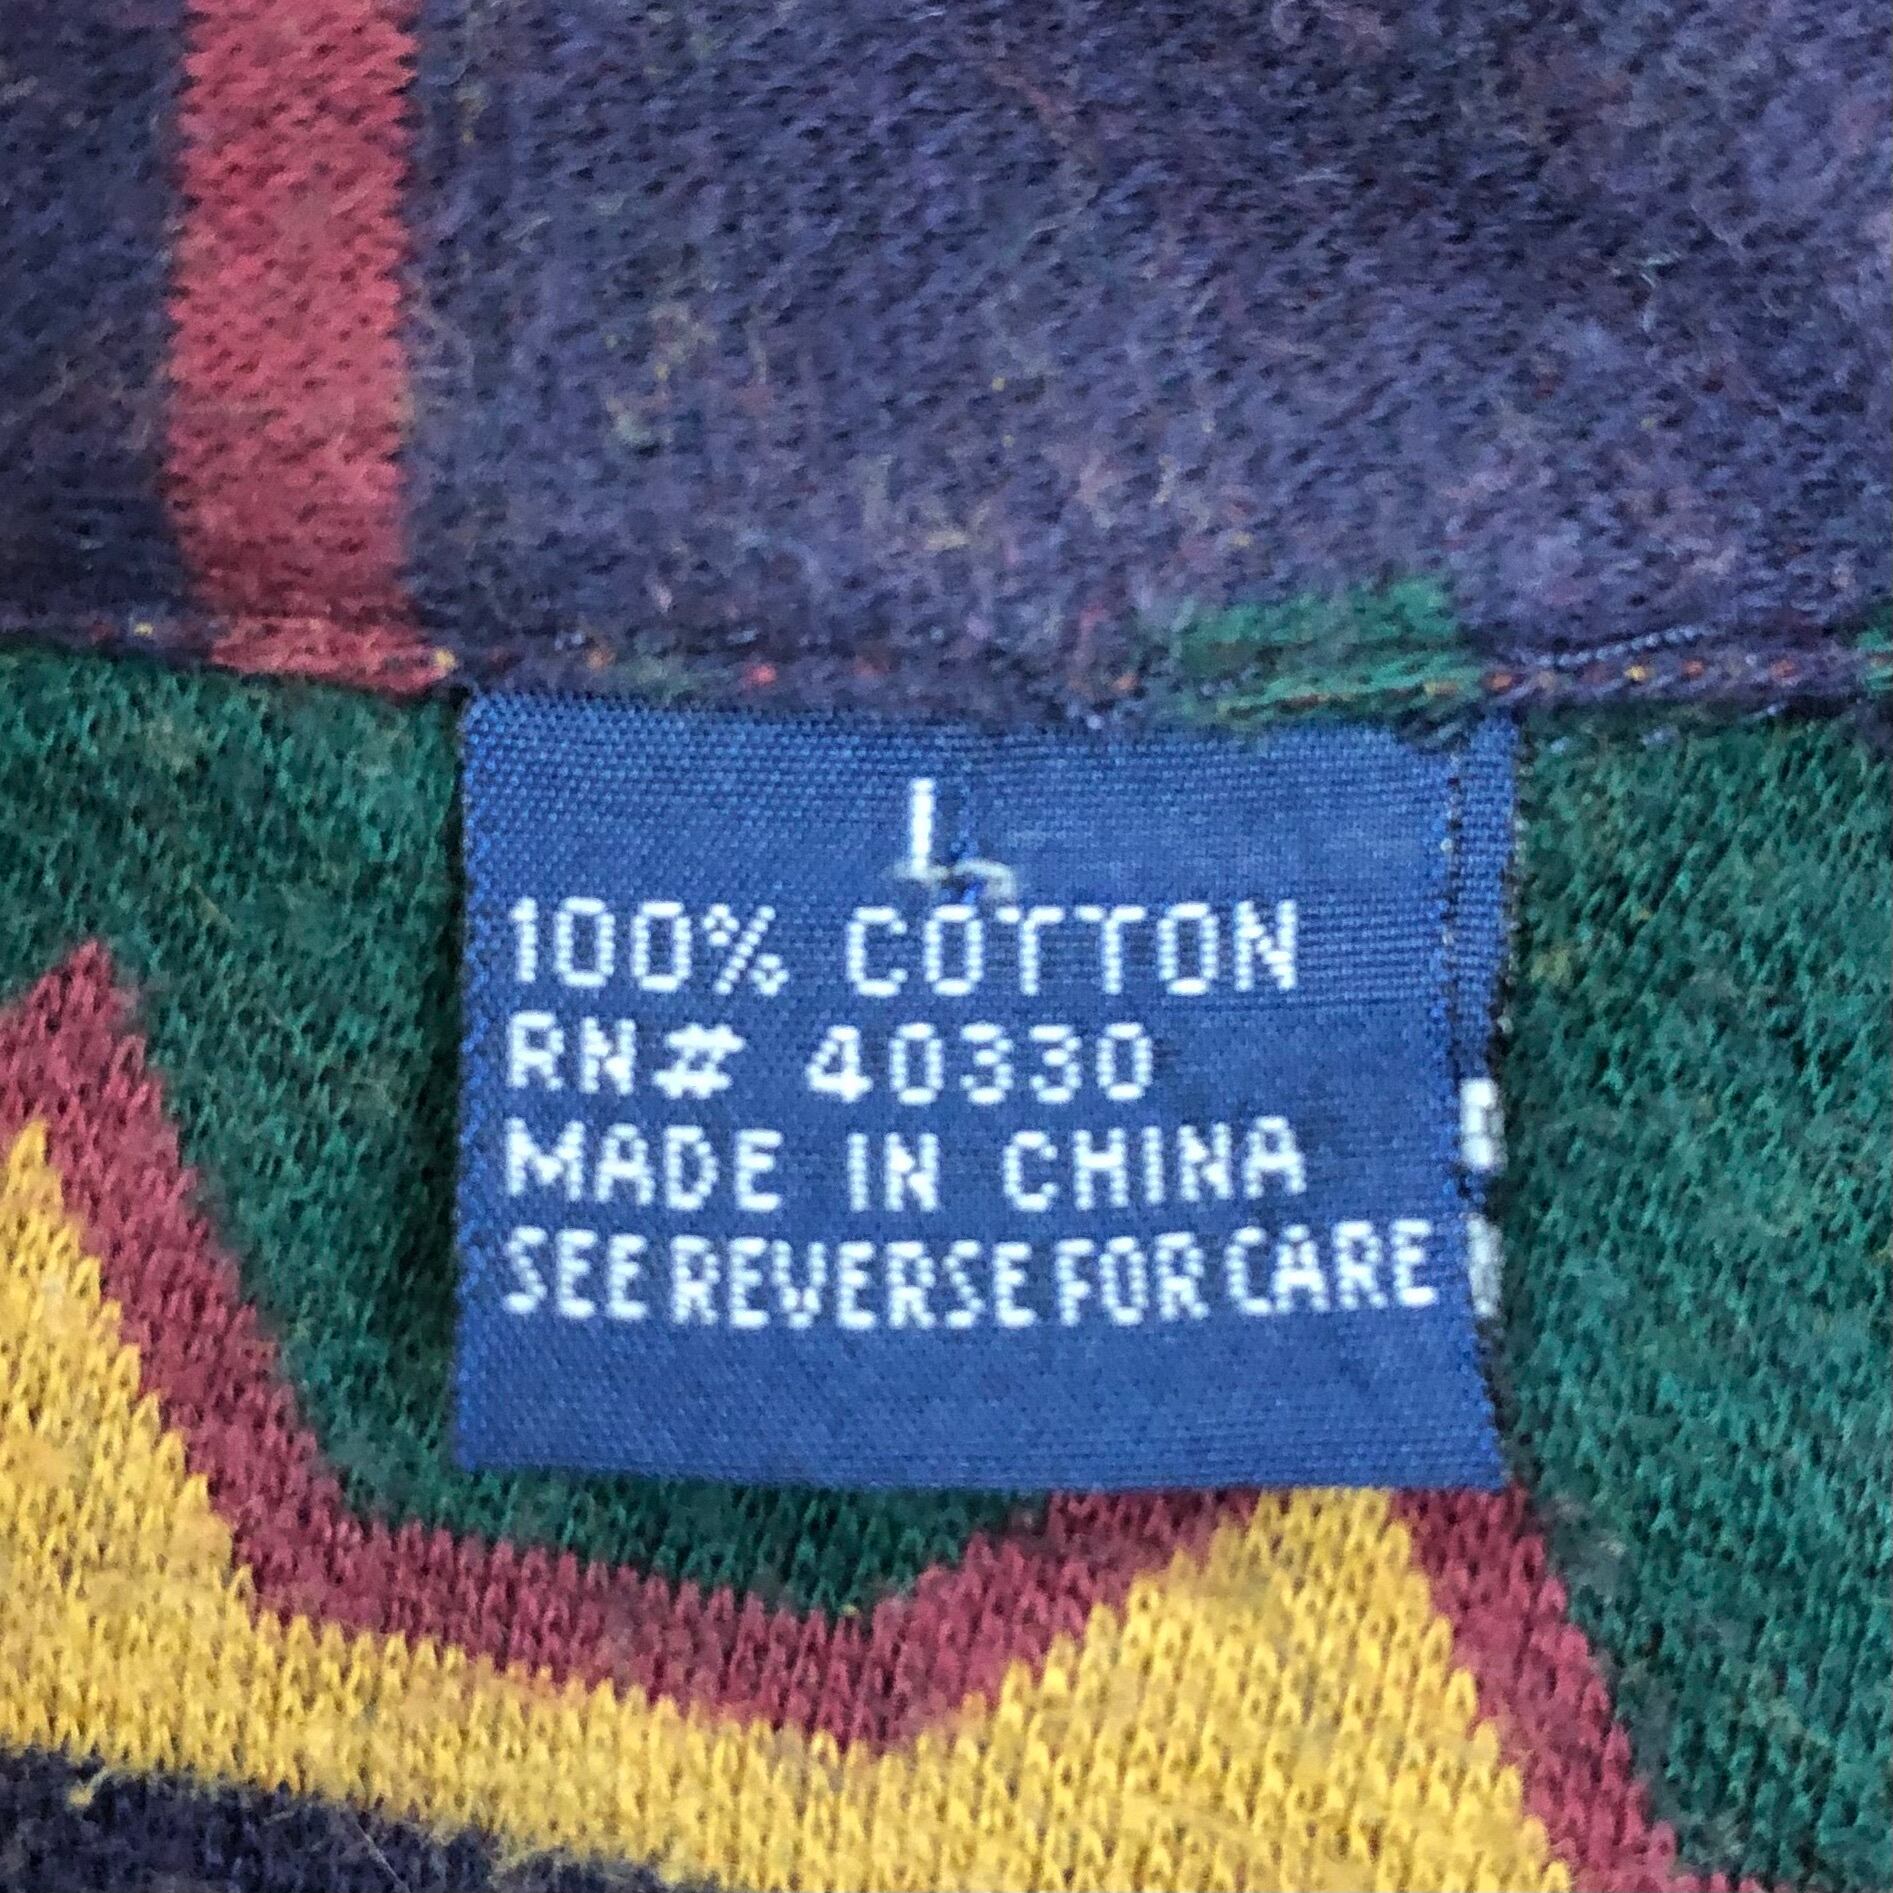 L
100% COTTON
RN# 40330
MADE IN CHINA
SEE REVERSE FOR CARE